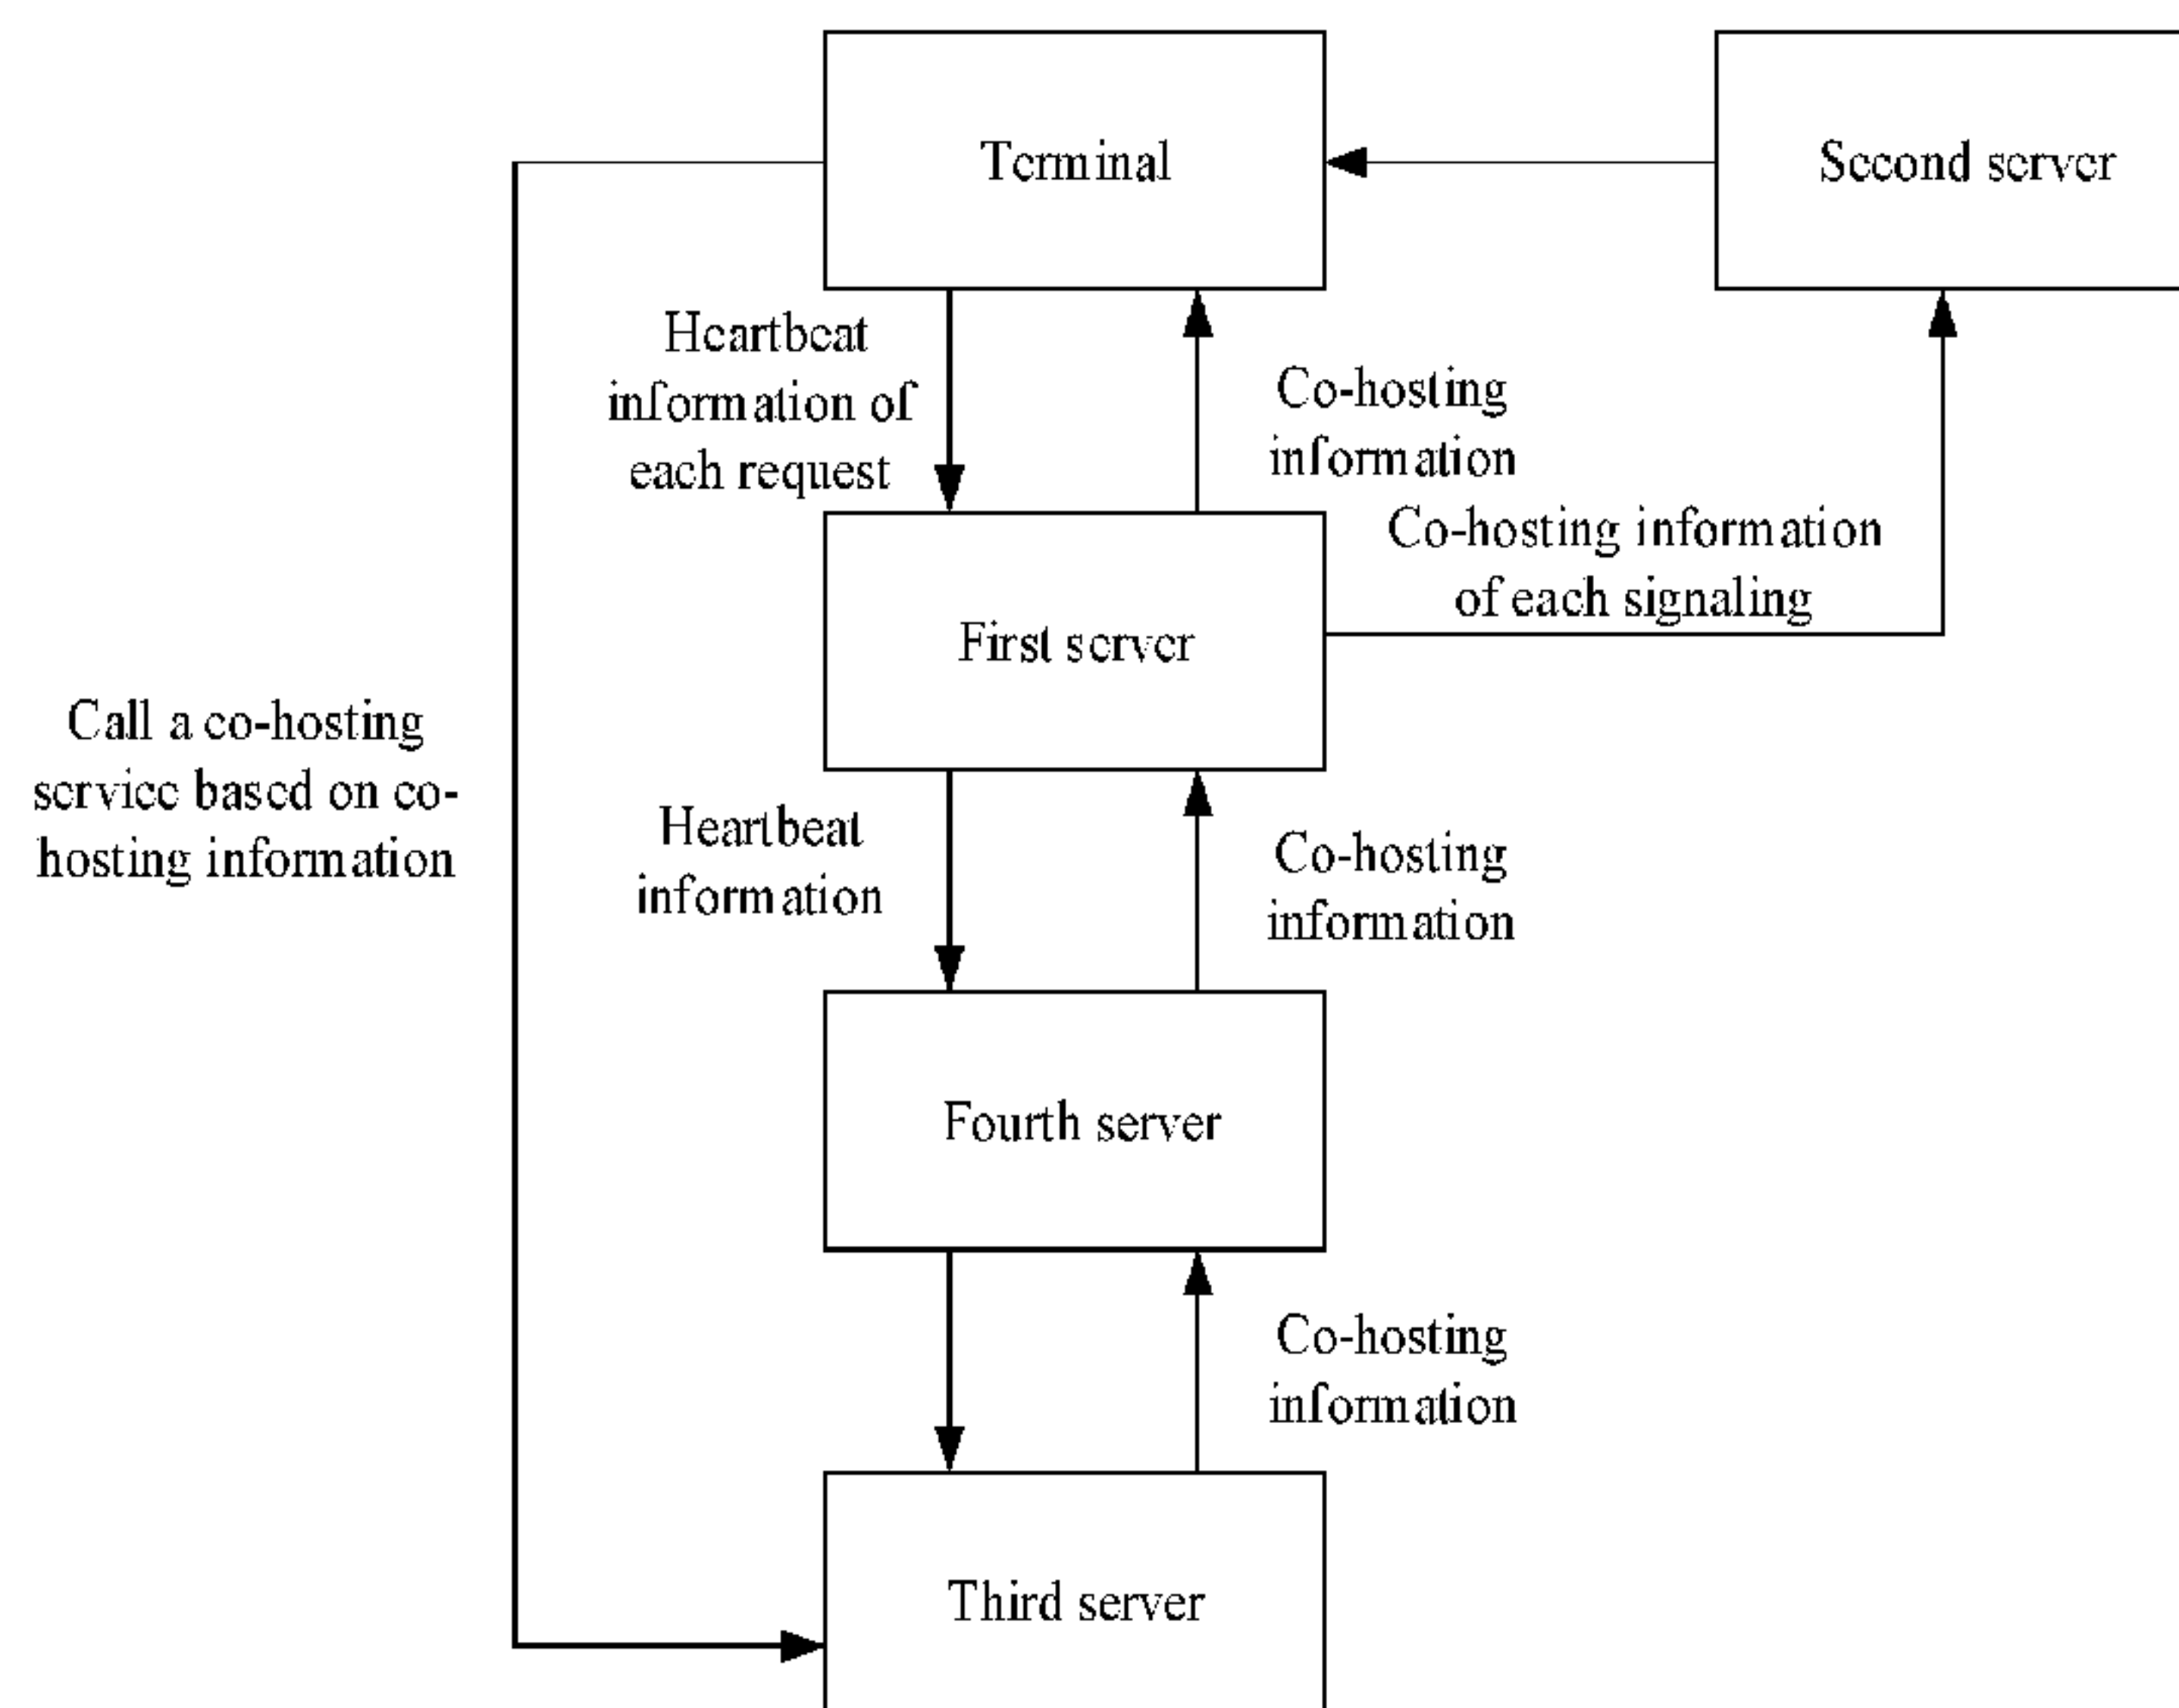 Terminal
Second server
Heartbeat
information of
each request
Co-hosting
information
Co-hosting information
of each signaling
First server
Call a co-hosting
service based on co-
hosting information
Heartbeat
information
Co-hosting
information
Fourth server
Co-hosting
information
Third server